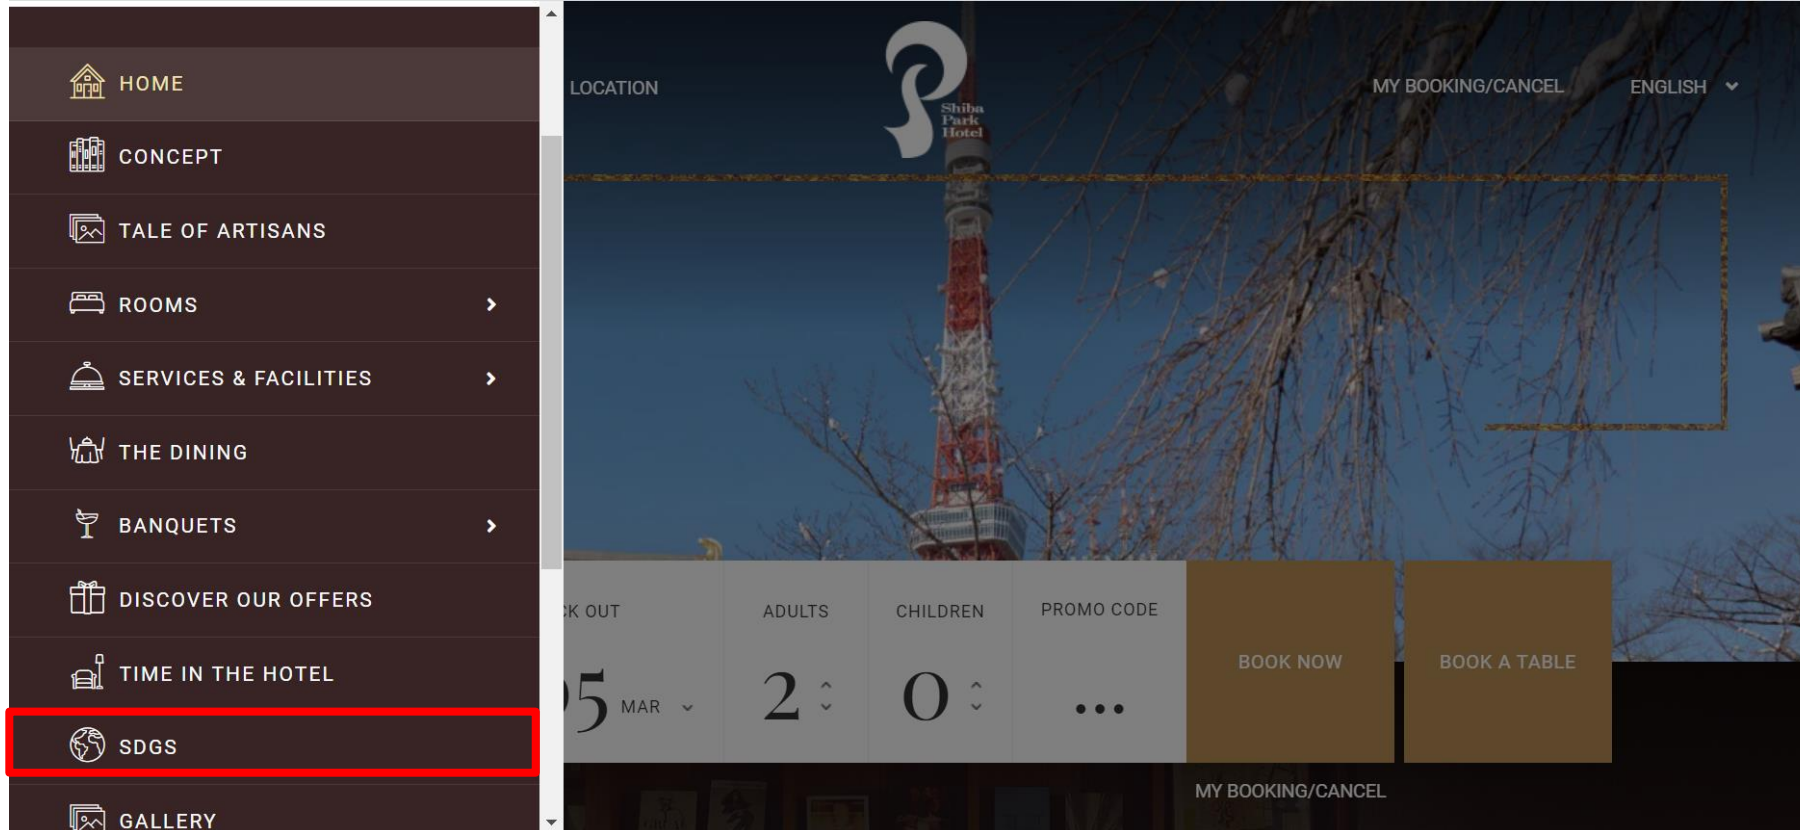 HOME
CONCEPT
TALE OF ARTISANS
ROOMS
SERVICES & FACILITIES
THE DINING
BANQUETS
DISCOVER OUR OFFERS
TIME IN THE HOTEL
SDGS
GALLERY
LOCATION
Shiba
Park
Hotel
MY BOOKING/CANCEL
ENGLISH
CK OUT
ADULTS
CHILDREN
PROMO CODE
05 MAR
2
0
...
BOOK NOW
BOOK A TABLE
MY BOOKING/CANCEL